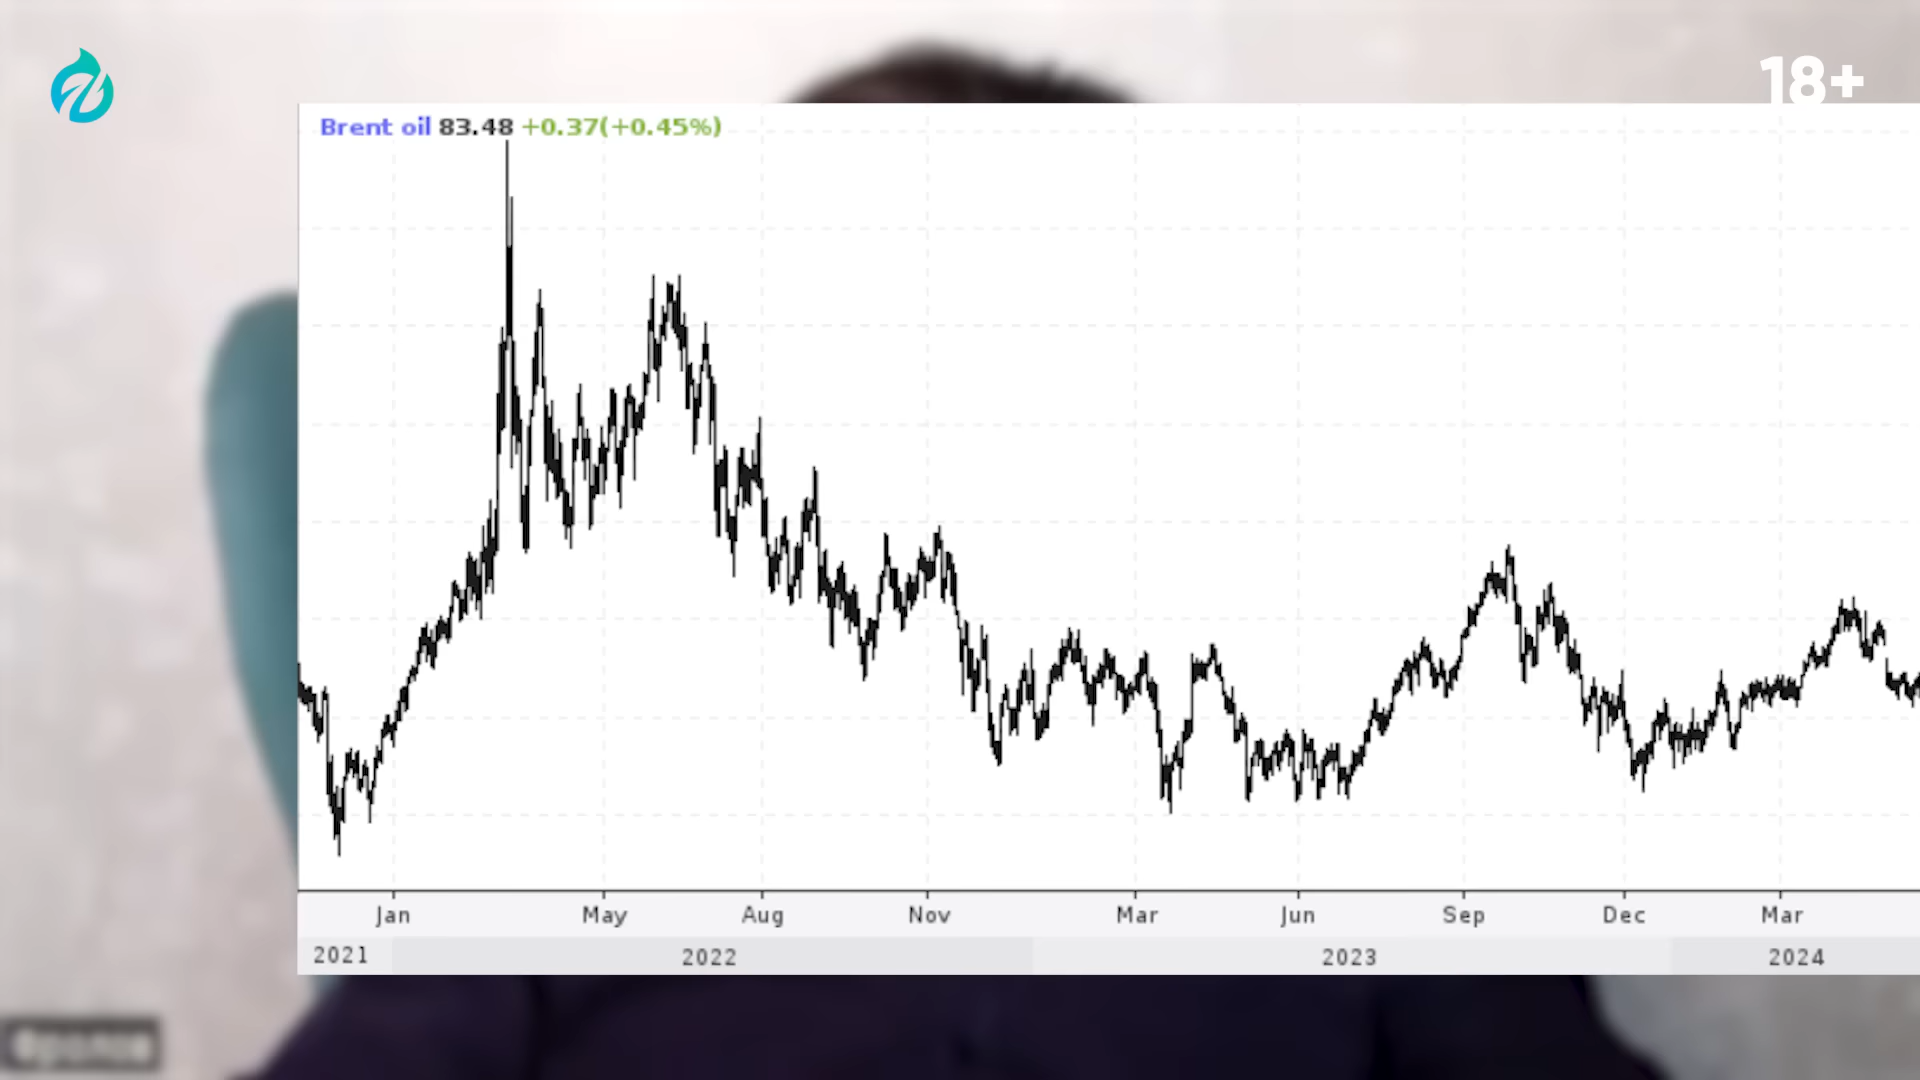 18+
Brent oil 83.48 +0.37(+0.45%)
Jan May Aug Nov Mar Jun Sep Dec Mar
2021 2022 2023 2024